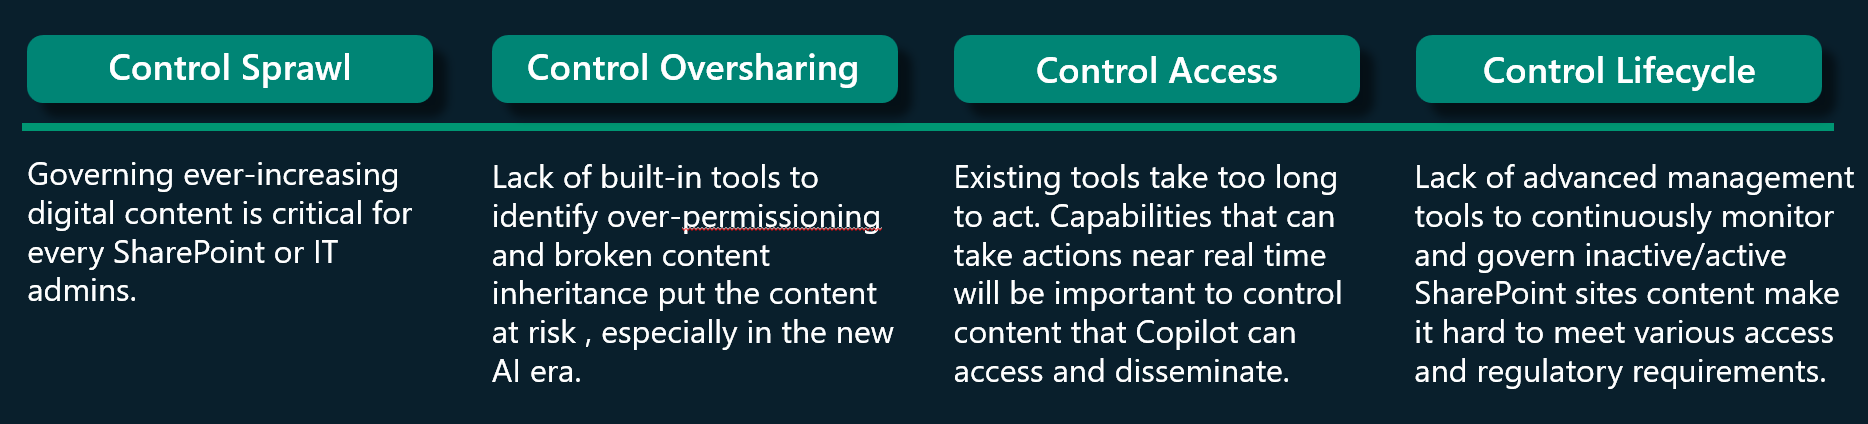 Control Sprawl
Governing ever-increasing
digital content is critical for
every SharePoint or IT
admins.
Control Oversharing
Lack of built-in tools to
identify over-permissioning
and broken content
inheritance put the content
at risk , especially in the new
AI era.
Control Access
Existing tools take too long
to act. Capabilities that can
take actions near real time
will be important to control
content that Copilot can
access and disseminate.
Control Lifecycle
Lack of advanced management
tools to continuously monitor
and govern inactive/active
SharePoint sites content make
it hard to meet various access
and regulatory requirements.